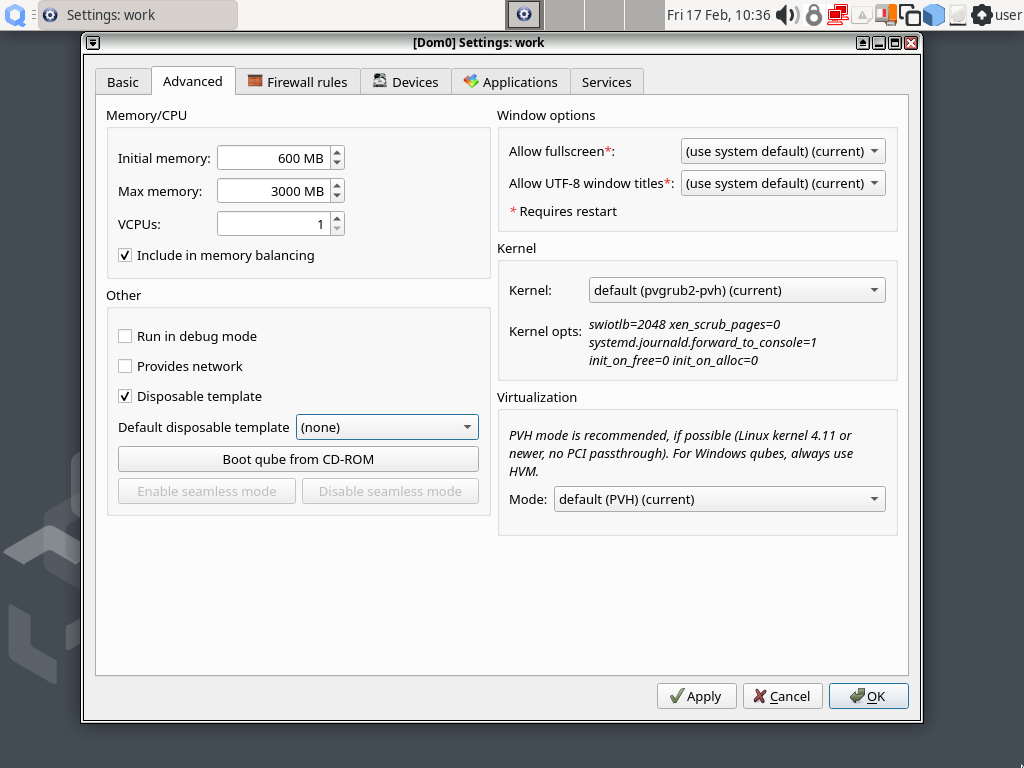 Settings: work
Fri 17 Feb, 10:36
user
[Dom0] Settings: work
Basic
Advanced
Firewall rules
Devices
Applications
Services
Memory/CPU
Initial memory: 600 MB
Max memory: 3000 MB
VCPUs: 1
Include in memory balancing
Other
Run in debug mode
Provides network
Disposable template
Default disposable template (none)
Boot qube from CD-ROM
Enable seamless mode
Disable seamless mode
Window options
Allow fullscreen*: (use system default) (current)
Allow UTF-8 window titles*: (use system default) (current)
* Requires restart
Kernel
Kernel: default (pvgrub2-pvh) (current)
Kernel opts: swiotlb=2048 xen_scrub_pages=0
systemd.journald.forward_to_console=1
init_on_free=0 init_on_alloc=0
Virtualization
PVH mode is recommended, if possible (Linux kernel 4.11 or
newer, no PCI passthrough). For Windows qubes, always use
HVM.
Mode: default (PVH) (current)
Apply
Cancel
OK